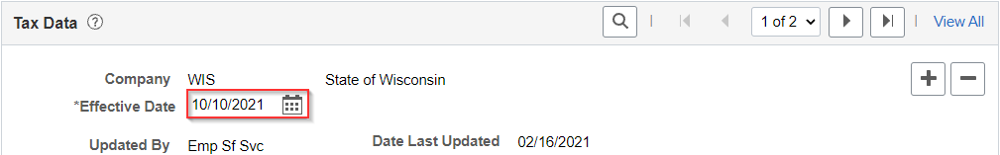 Tax Data ? 1 of 2 View All
Company WIS State of Wisconsin
*Effective Date 10/10/2021
Updated By Emp Sf Svc Date Last Updated 02/16/2021